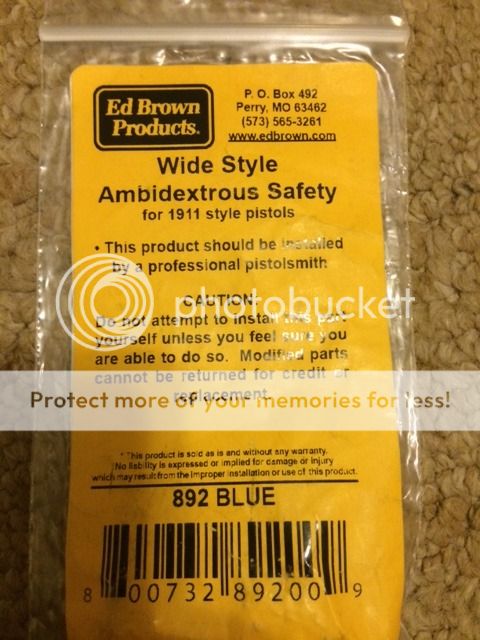 Ed Brown
Products.
P. O. Box 492
Perry, MO 63462
(573) 565-3261
www.edbrown.com
Wide Style
Ambidextrous Safety
for 1911 style pistols
• This product should be installed
by a professional pistolsmith
CAUTION:
Do not attempt to install this part
yourself unless you feel sure you
are able to do so. Modified parts
cannot be returned for credit or
replacement.
photobucket
Protect more of your memories for less!
*This product is sold as is and without any warranty.
No liability is expressed or implied for damage or injury
which may result from the improper installation or use of this product.
892 BLUE
8 00732 89200 9